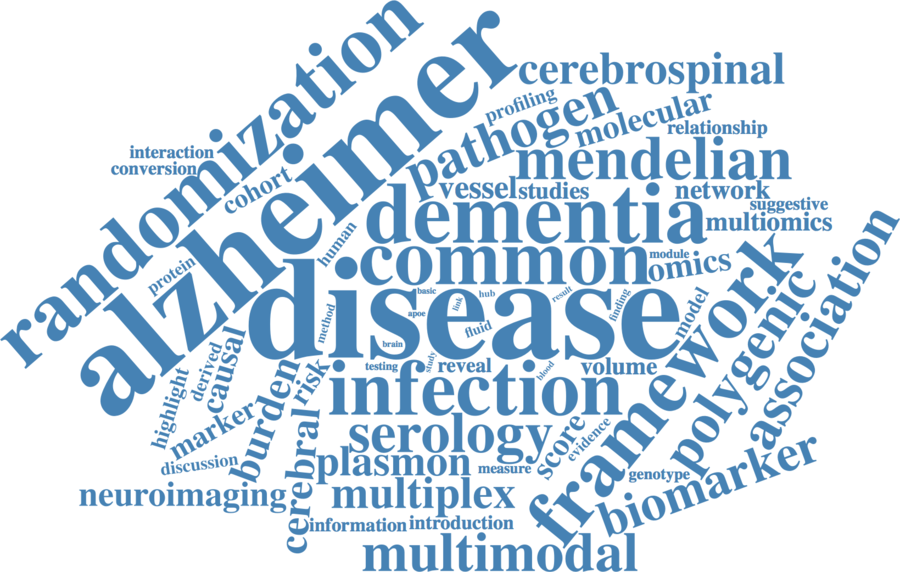 randomization
alzheimer
cerebrospinal
profiling
pathogen
molecular
relationship
interaction
conversion
cohort
mendelian
vessel
studies
network
suggestive
dementia
multiomics
human
protein
common
module
omics
association
disease
basic
link
hub
result
finding
apoe
fluid
method
brain
study
blood
model
framework
polygenic
testing
reveal
volume
derived
causal
highlight
marker
burden
risk
infection
discussion
cerebral
serology
score
evidence
plasmon
measure
genotype
biomarker
neuroimaging
multiplex
information
introduction
multimodal